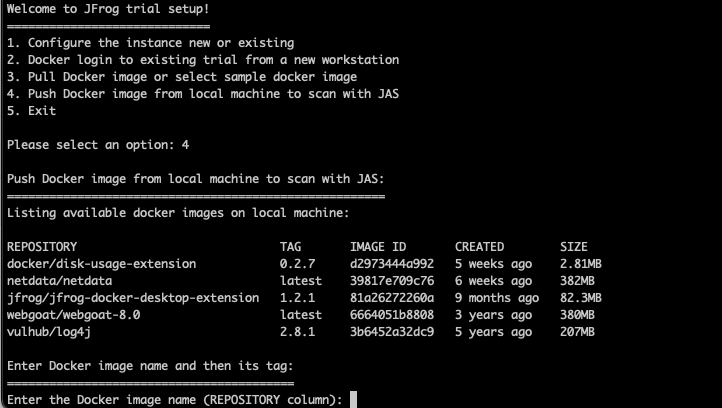 Welcome to JFrog trial setup!
=============================
1. Configure the instance new or existing
2. Docker login to existing trial from a new workstation
3. Pull Docker image or select sample docker image
4. Push Docker image from local machine to scan with JAS
5. Exit
Please select an option: 4
Push Docker image from local machine to scan with JAS:
======================================================
Listing available docker images on local machine:
REPOSITORY TAG IMAGE ID CREATED SIZE
docker/disk-usage-extension 0.2.7 d2973444a992 5 weeks ago 2.81MB
netdata/netdata latest 39817e709c76 6 weeks ago 382MB
jfrog/jfrog-docker-desktop-extension 1.2.1 81a26272260a 9 months ago 82.3MB
webgoat/webgoat-8.0 latest 6664051b8808 3 years ago 380MB
vulhub/log4j 2.8.1 3b6452a32dc9 5 years ago 207MB
Enter Docker image name and then its tag:
=========================================
Enter the Docker image name (REPOSITORY column):